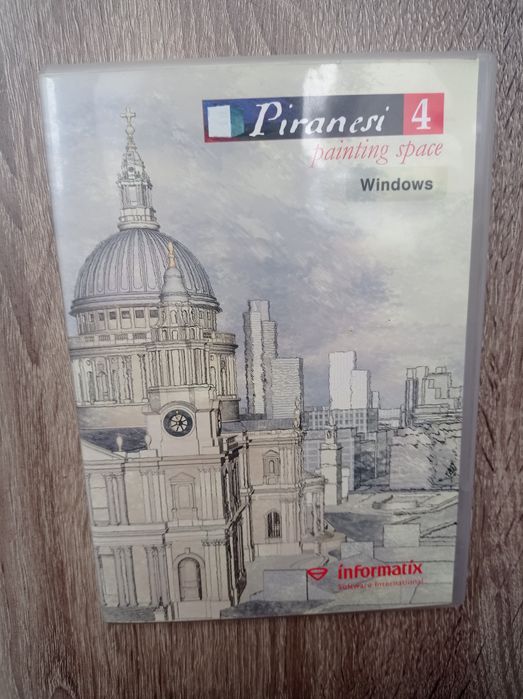 Piranesi 4
painting space
Windows
informatix
Software International